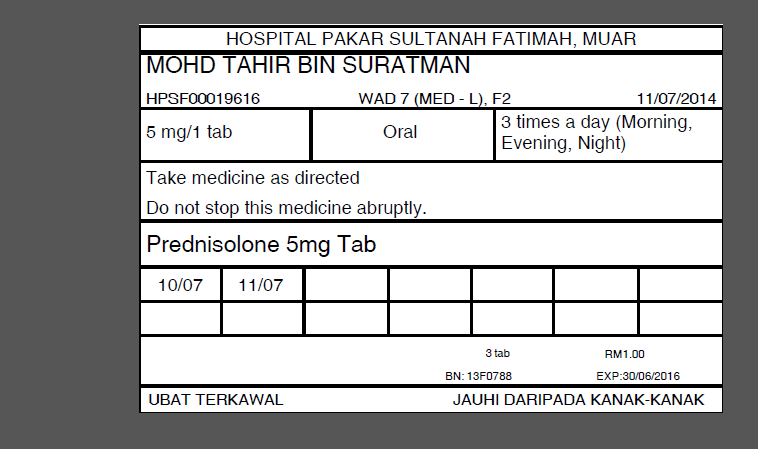 HOSPITAL PAKAR SULTANAH FATIMAH, MUAR
MOHD TAHIR BIN SURATMAN
HPSF00019616 WAD 7 (MED - L), F2 11/07/2014
5 mg/1 tab Oral 3 times a day (Morning,
Evening, Night)
Take medicine as directed
Do not stop this medicine abruptly.
Prednisolone 5mg Tab
10/07 11/07
3 tab RM1.00
BN: 13F0788 EXP:30/06/2016
UBAT TERKAWAL JAUHI DARIPADA KANAK-KANAK